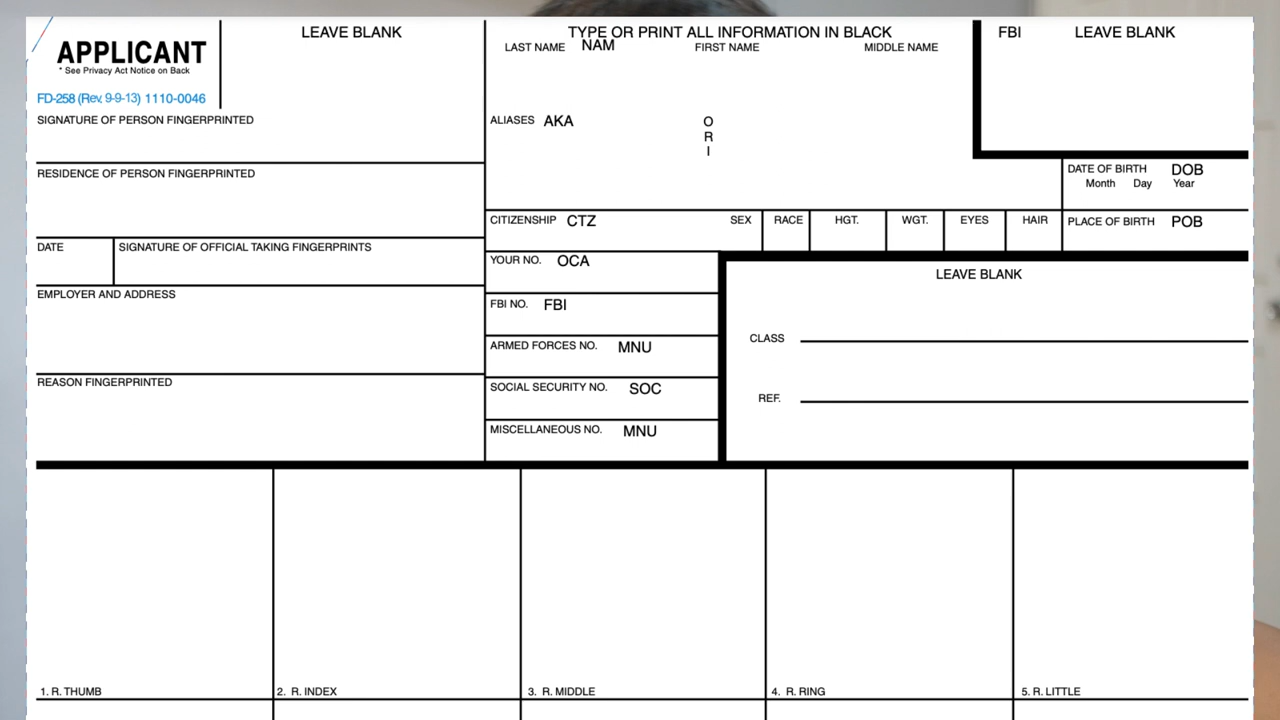 APPLICANT
* See Privacy Act Notice on Back
FD-258 (Rev. 9-9-13) 1110-0046
LEAVE BLANK
TYPE OR PRINT ALL INFORMATION IN BLACK
LAST NAME NAM FIRST NAME MIDDLE NAME
FBI LEAVE BLANK
SIGNATURE OF PERSON FINGERPRINTED
ALIASES AKA
O
R
I
RESIDENCE OF PERSON FINGERPRINTED
DATE OF BIRTH DOB
Month Day Year
CITIZENSHIP CTZ
SEX RACE HGT. WGT. EYES HAIR
PLACE OF BIRTH POB
DATE SIGNATURE OF OFFICIAL TAKING FINGERPRINTS
YOUR NO. OCA
LEAVE BLANK
EMPLOYER AND ADDRESS
FBI NO. FBI
CLASS
ARMED FORCES NO. MNU
REASON FINGERPRINTED
SOCIAL SECURITY NO. SOC
REF.
MISCELLANEOUS NO. MNU
1. R. THUMB
2. R. INDEX
3. R. MIDDLE
4. R. RING
5. R. LITTLE